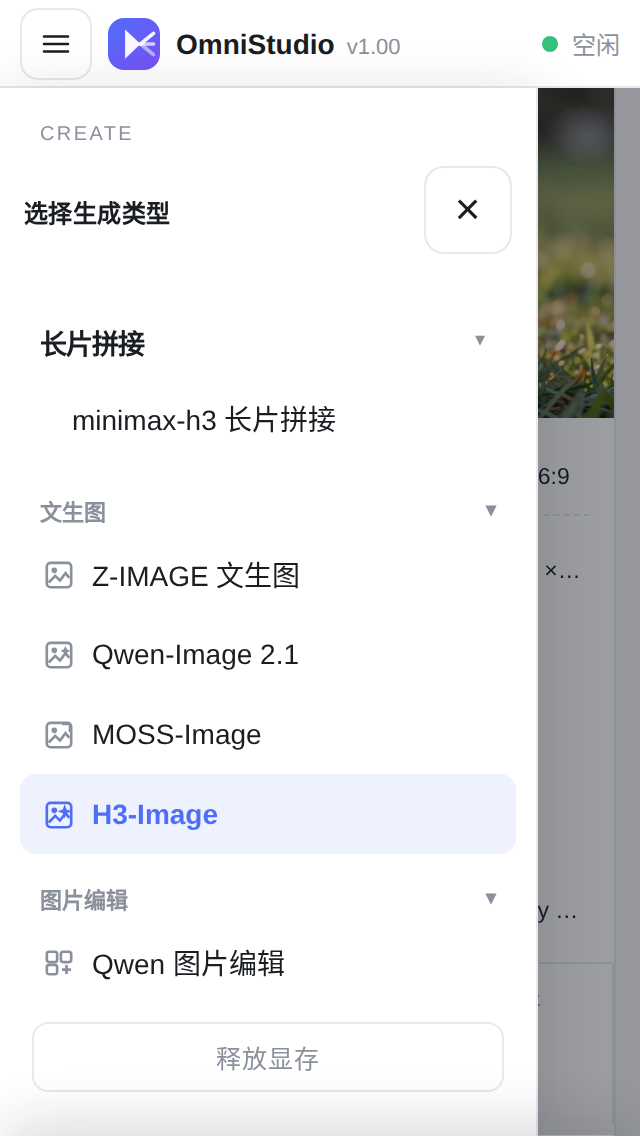 OmniStudio v1.00 空闲
CREATE
选择生成类型
长片拼接
minimax-h3 长片拼接
文生图
Z-IMAGE 文生图
Qwen-Image 2.1
MOSS-Image
H3-Image
图片编辑
Qwen 图片编辑
释放显存
6:9
×...
y ...